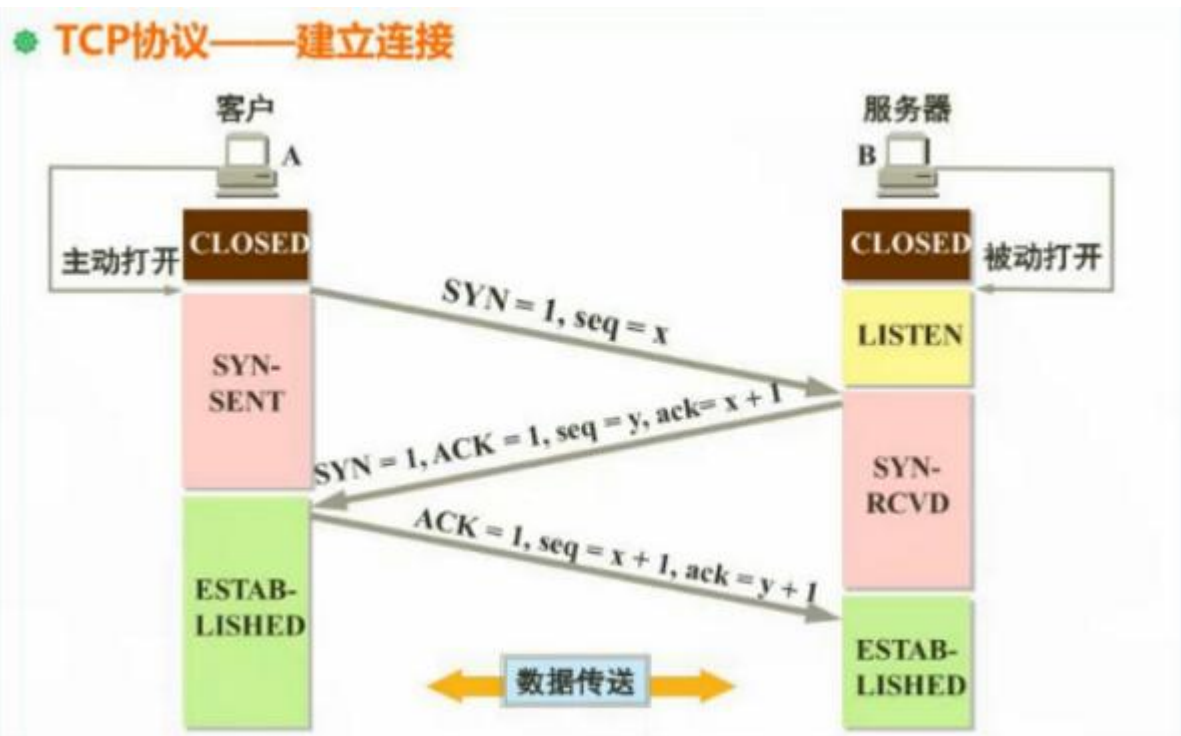 TCP协议——建立连接
客户
服务器
A
B
CLOSED
CLOSED
主动打开
被动打开
SYN = 1, seq = x
LISTEN
SYN-
SENT
SYN = 1, ACK = 1, seq = y, ack= x + 1
SYN-
RCVD
ACK = 1, seq = x + 1, ack = y + 1
ESTAB-
LISHED
数据传送
ESTAB-
LISHED